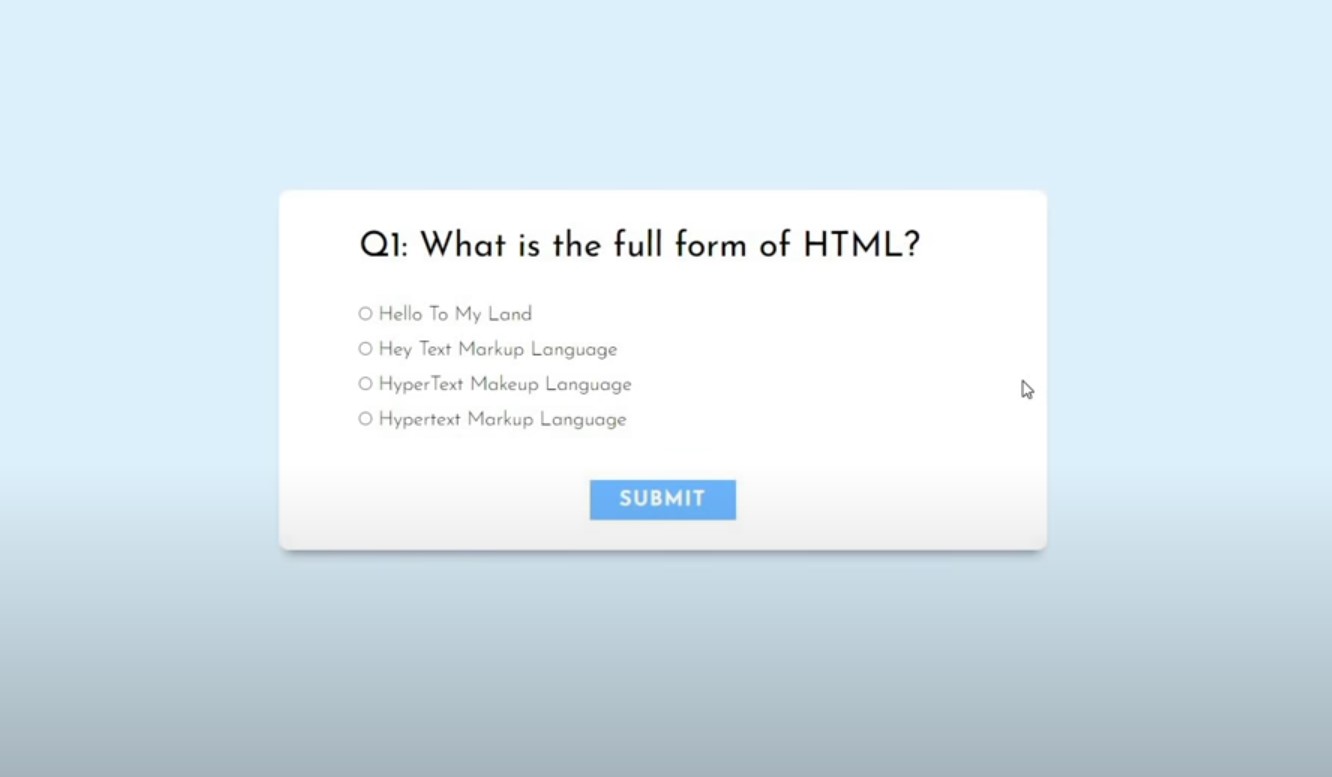 Q1: What is the full form of HTML?
Hello To My Land
Hey Text Markup Language
HyperText Makeup Language
Hypertext Markup Language
SUBMIT